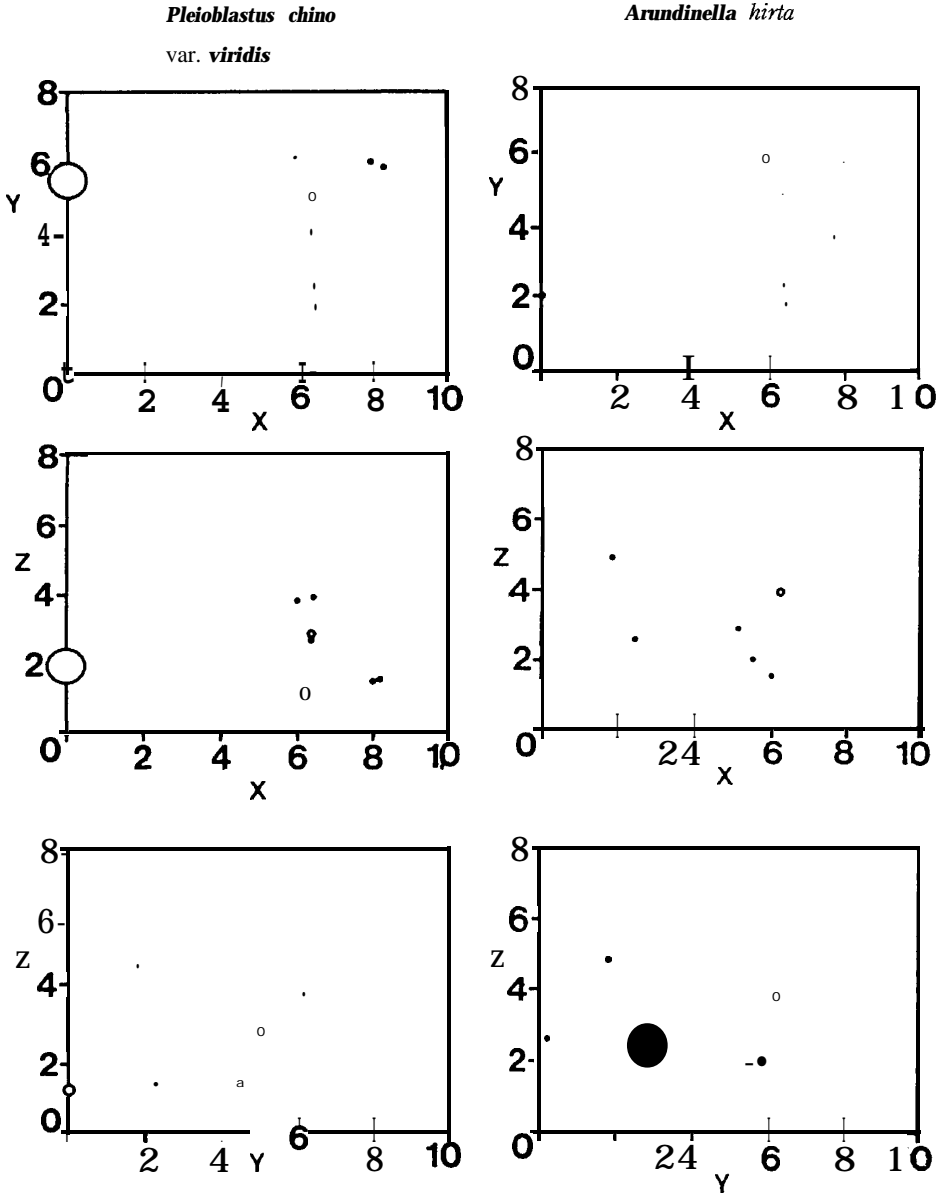 Pleioblastus chino Arundinella hirta
var. viridis
8 8
6 6
Y Y
4 4
2 2
0 0
2 4 6 8 10 2 4 6 8 10
X X
8 8
6 6
Z Z
4 4
2 2
0 0
2 4 6 8 10 24 6 8 10
X X
8 8
6 6
Z Z
4 4
2 2
0 0
2 4 Y 6 8 10 24 6 8 10
Y